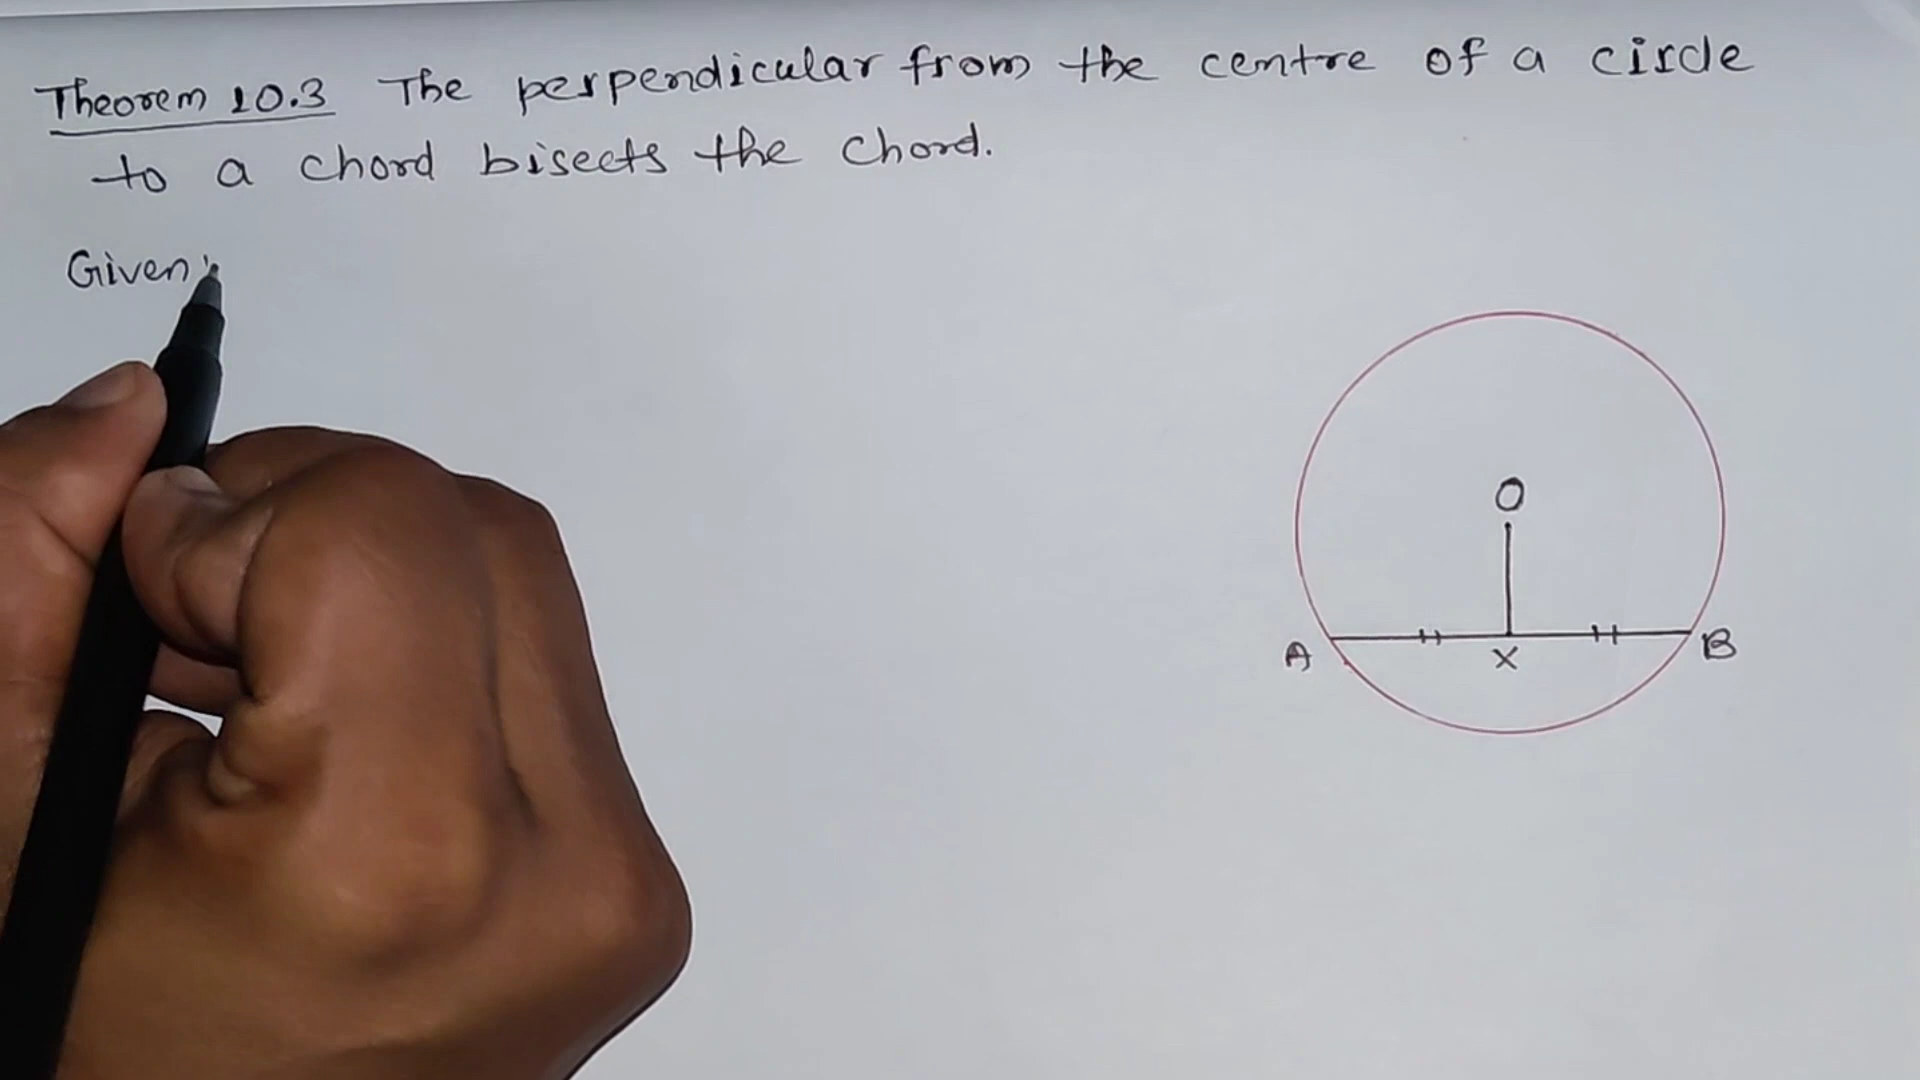 Theorem 10.3 The perpendicular from the centre of a circle
to a chord bisects the chord.
Given:
O
A X B